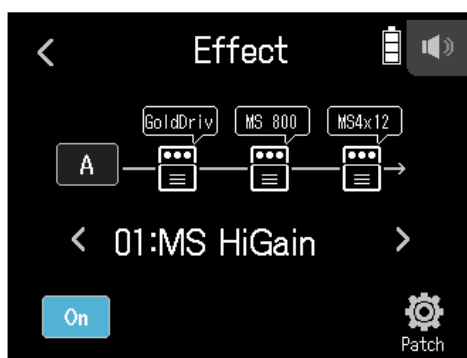 Effect
GoldDriv MS 800 MS4x12
A
01:MS HiGain
On
Patch